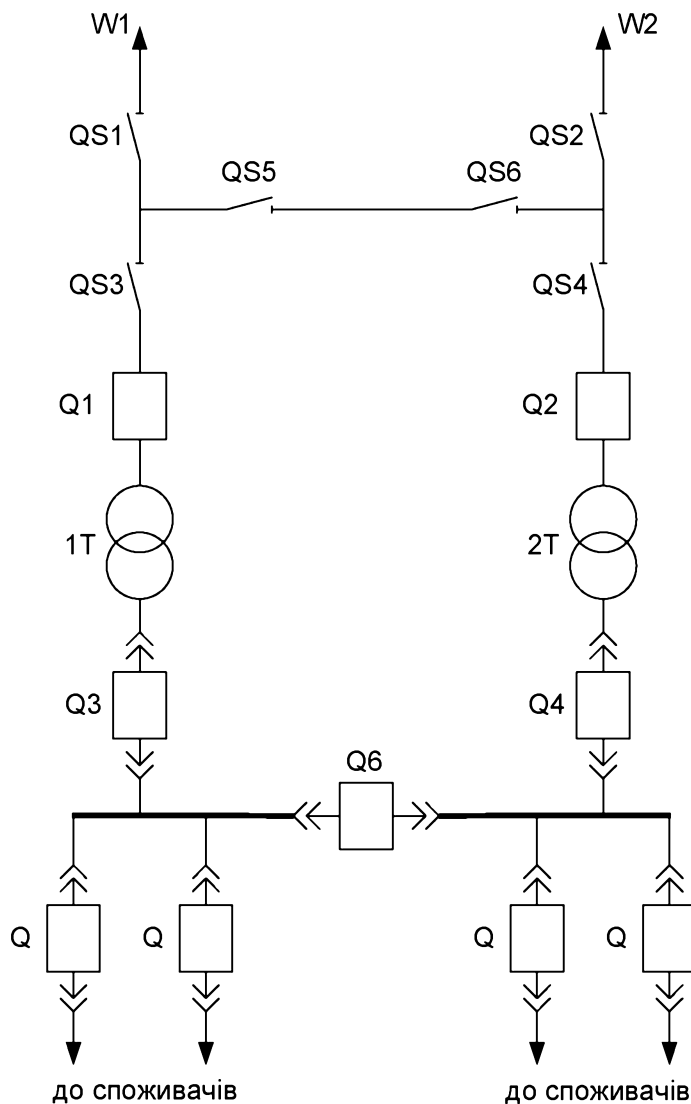 W1 W2
QS1 QS2
QS5 QS6
QS3 QS4
Q1 Q2
1T 2T
Q3 Q4
Q6
Q Q Q Q
до споживачів до споживачів